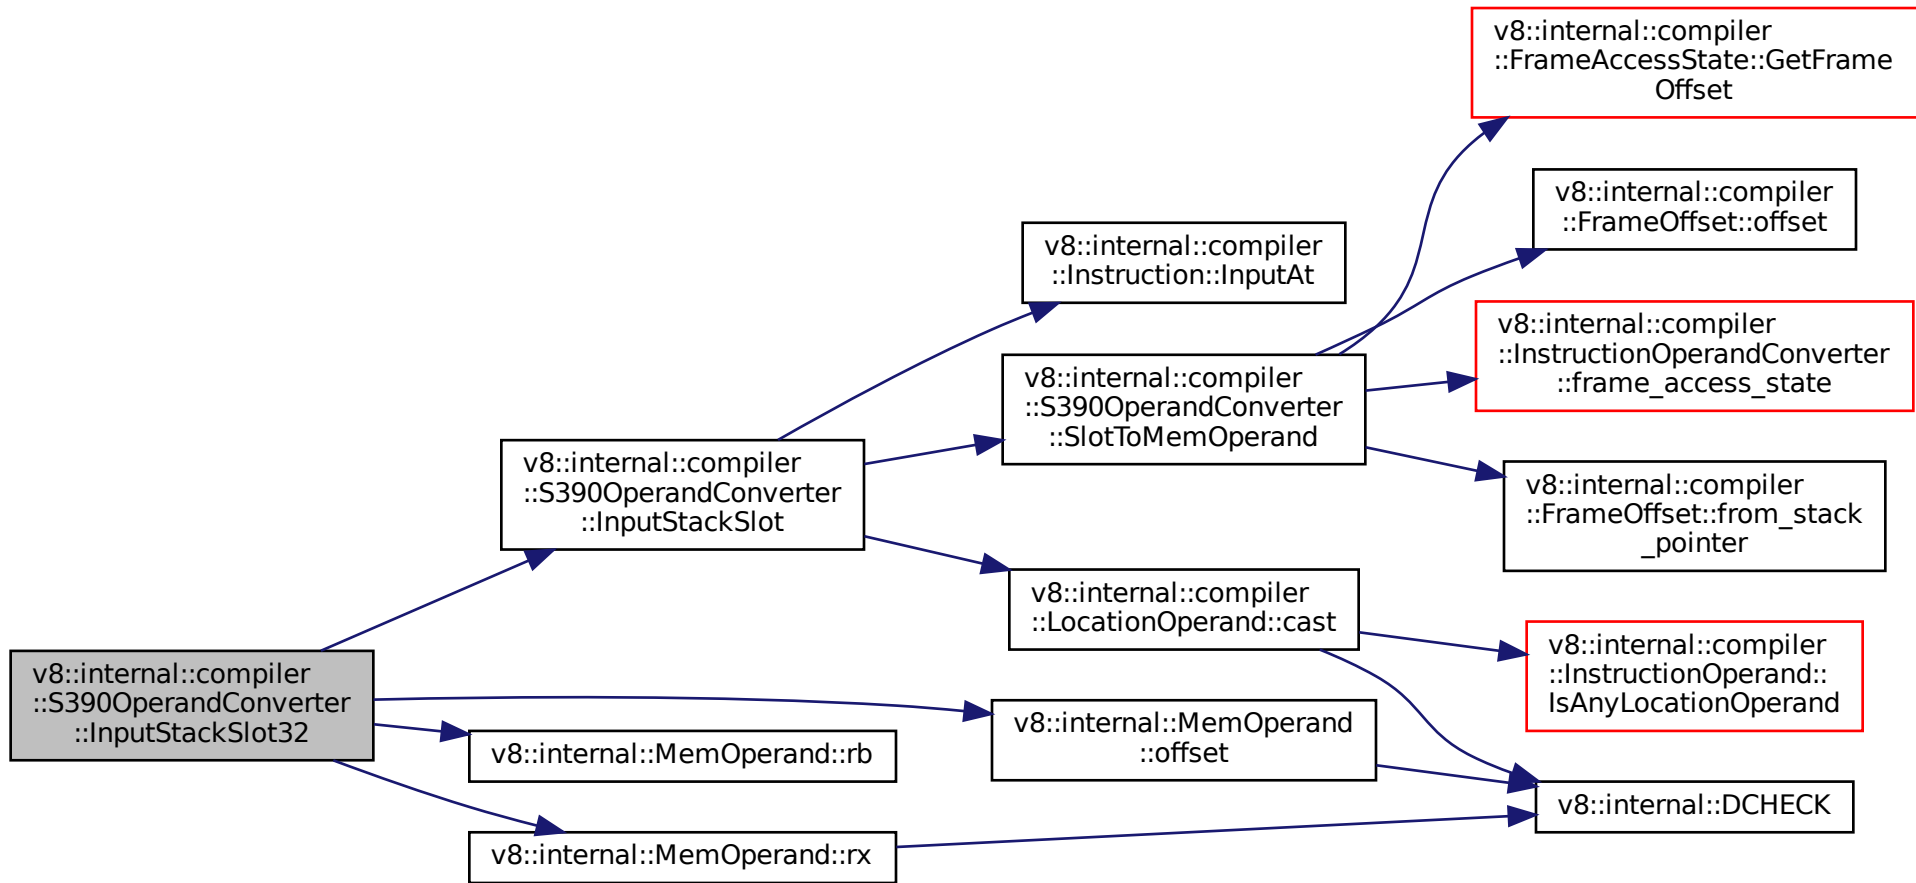 v8::internal::compiler
::FrameAccessState::GetFrame
Offset
v8::internal::compiler
::FrameOffset::offset
v8::internal::compiler
::Instruction::InputAt
v8::internal::compiler
::InstructionOperandConverter
::frame_access_state
v8::internal::compiler
::S390OperandConverter
::SlotToMemOperand
v8::internal::compiler
::S390OperandConverter
::InputStackSlot
v8::internal::compiler
::FrameOffset::from_stack
_pointer
v8::internal::compiler
::LocationOperand::cast
v8::internal::compiler
::InstructionOperand::
IsAnyLocationOperand
v8::internal::compiler
::S390OperandConverter
::InputStackSlot32
v8::internal::MemOperand
::offset
v8::internal::MemOperand::rb
v8::internal::DCHECK
v8::internal::MemOperand::rx